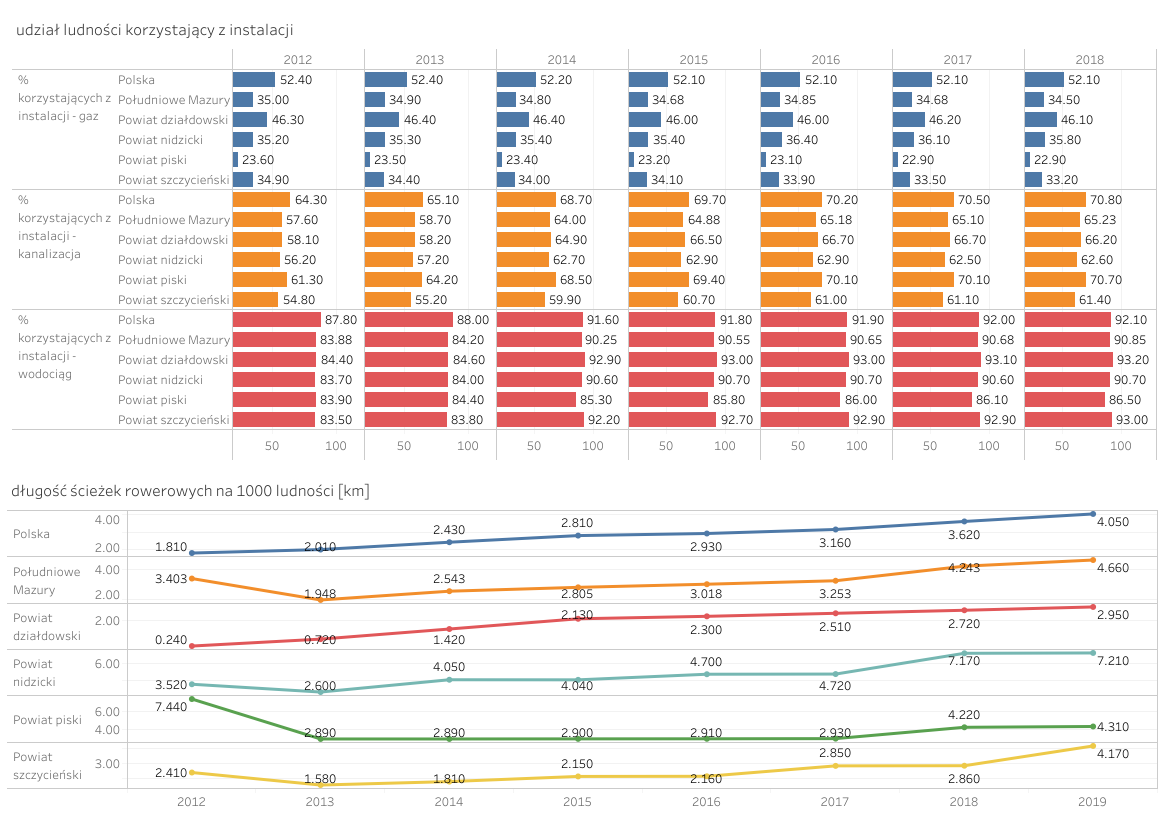 udział ludności korzystający z instalacji
2012 2013 2014 2015 2016 2017 2018
% korzystających z instalacji - gaz
Polska 52.40 52.40 52.20 52.10 52.10 52.10 52.10
Południowe Mazury 35.00 34.90 34.80 34.68 34.85 34.68 34.50
Powiat działdowski 46.30 46.40 46.40 46.00 46.00 46.20 46.10
Powiat nidzicki 35.20 35.30 35.40 35.40 36.40 36.10 35.80
Powiat piski 23.60 23.50 23.40 23.20 23.10 22.90 22.90
Powiat szczycieński 34.90 34.40 34.00 34.10 33.90 33.50 33.20
% korzystających z instalacji - kanalizacja
Polska 64.30 65.10 68.70 69.70 70.20 70.50 70.80
Południowe Mazury 57.60 58.70 64.00 64.88 65.18 65.10 65.23
Powiat działdowski 58.10 58.20 64.90 66.50 66.70 66.70 66.20
Powiat nidzicki 56.20 57.20 62.70 62.90 62.90 62.50 62.60
Powiat piski 61.30 64.20 68.50 69.40 70.10 70.10 70.70
Powiat szczycieński 54.80 55.20 59.90 60.70 61.00 61.10 61.40
% korzystających z instalacji - wodociąg
Polska 87.80 88.00 91.60 91.80 91.90 92.00 92.10
Południowe Mazury 83.88 84.20 90.25 90.55 90.65 90.68 90.85
Powiat działdowski 84.40 84.60 92.90 93.00 93.00 93.10 93.20
Powiat nidzicki 83.70 84.00 90.60 90.70 90.70 90.60 90.70
Powiat piski 83.90 84.40 85.30 85.80 86.00 86.10 86.50
Powiat szczycieński 83.50 83.80 92.20 92.70 92.90 92.90 93.00
50 100 50 100 50 100 50 100 50 100 50 100 50 100
długość ścieżek rowerowych na 1000 ludności [km]
Polska 4.00 2.00 1.810 2.010 2.430 2.810 2.930 3.160 3.620 4.050
Południowe Mazury 4.00 2.00 3.403 1.948 2.543 2.805 3.018 3.253 4.243 4.660
Powiat działdowski 2.00 0.240 0.720 1.420 2.130 2.300 2.510 2.720 2.950
Powiat nidzicki 6.00 3.520 2.600 4.050 4.040 4.700 4.720 7.170 7.210
Powiat piski 6.00 4.00 7.440 2.890 2.890 2.900 2.910 2.930 4.220 4.310
Powiat szczycieński 3.00 2.410 1.580 1.810 2.150 2.160 2.850 2.860 4.170
2012 2013 2014 2015 2016 2017 2018 2019